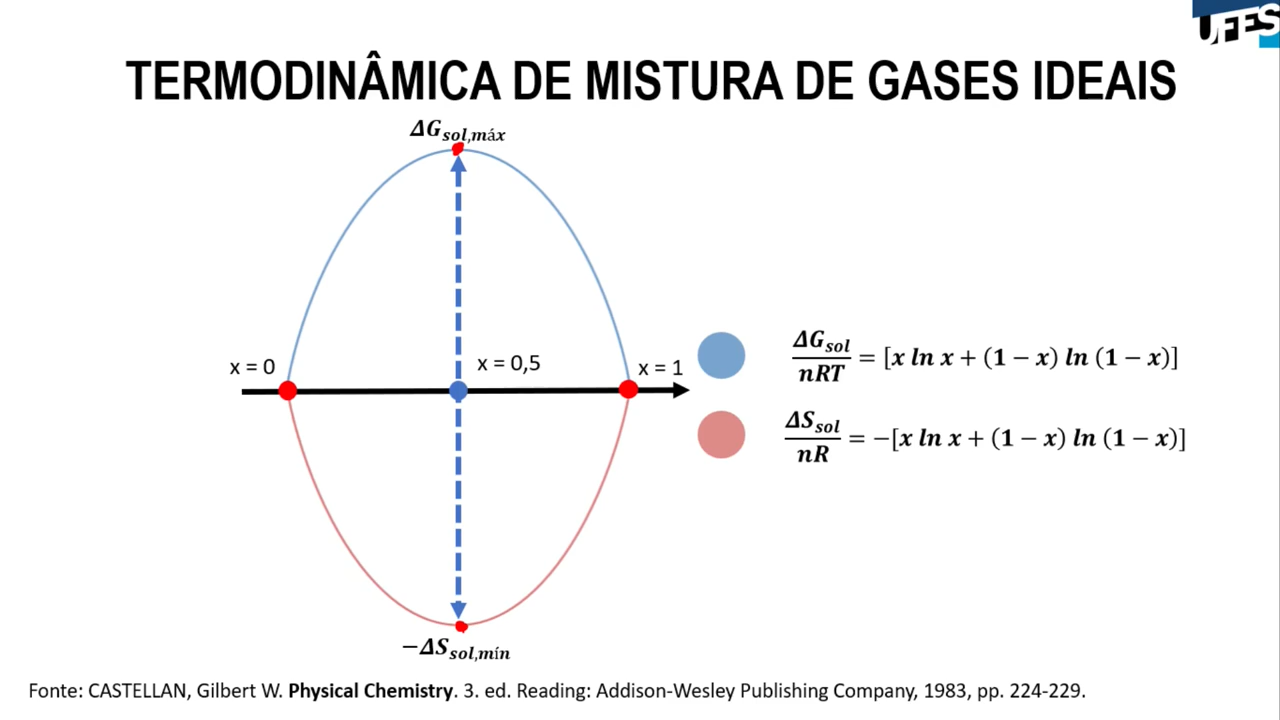 UFES
TERMODINÂMICA DE MISTURA DE GASES IDEAIS
ΔG_sol,máx
x = 0
x = 0,5
x = 1
ΔG_sol / nRT = [x ln x + (1 − x) ln (1 − x)]
ΔS_sol / nR = −[x ln x + (1 − x) ln (1 − x)]
−ΔS_sol,mín
Fonte: CASTELLAN, Gilbert W. Physical Chemistry. 3. ed. Reading: Addison-Wesley Publishing Company, 1983, pp. 224-229.